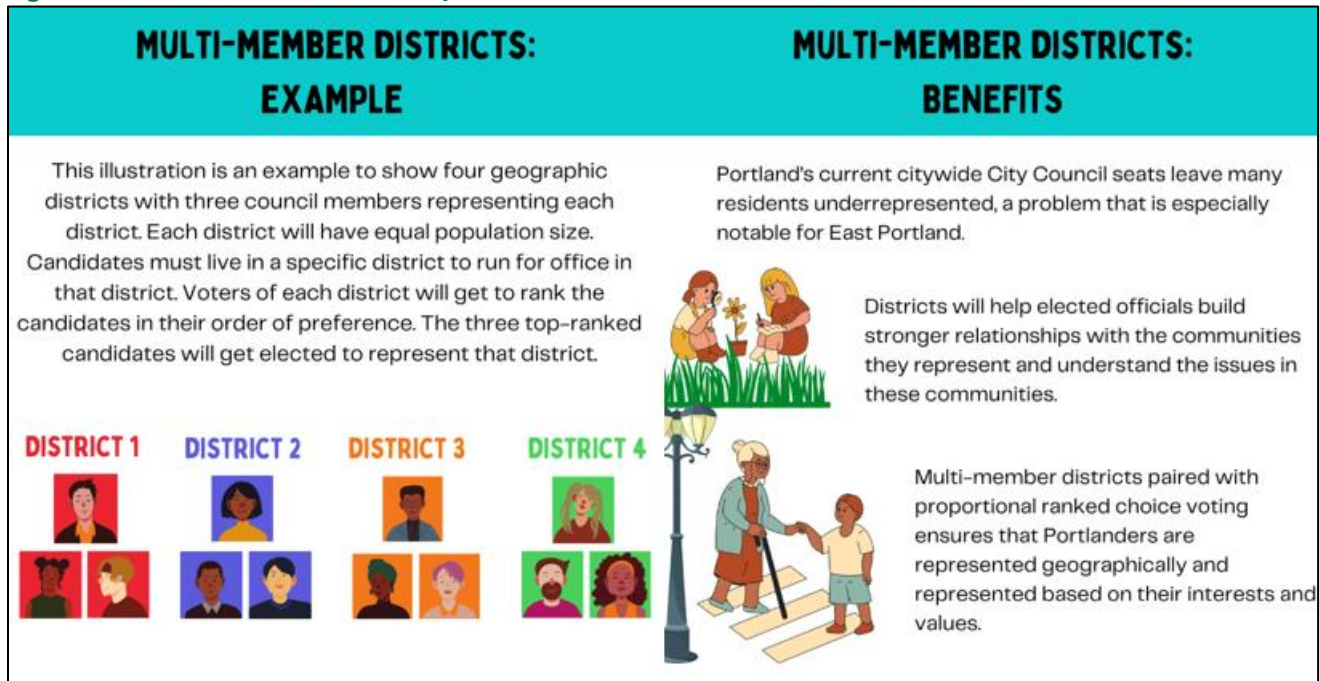 MULTI-MEMBER DISTRICTS:
EXAMPLE
This illustration is an example to show four geographic
districts with three council members representing each
district. Each district will have equal population size.
Candidates must live in a specific district to run for office in
that district. Voters of each district will get to rank the
candidates in their order of preference. The three top-ranked
candidates will get elected to represent that district.
DISTRICT 1
DISTRICT 2
DISTRICT 3
DISTRICT 4
MULTI-MEMBER DISTRICTS:
BENEFITS
Portland's current citywide City Council seats leave many
residents underrepresented, a problem that is especially
notable for East Portland.
Districts will help elected officials build
stronger relationships with the communities
they represent and understand the issues in
these communities.
Multi-member districts paired with
proportional ranked choice voting
ensures that Portlanders are
represented geographically and
represented based on their interests and
values.